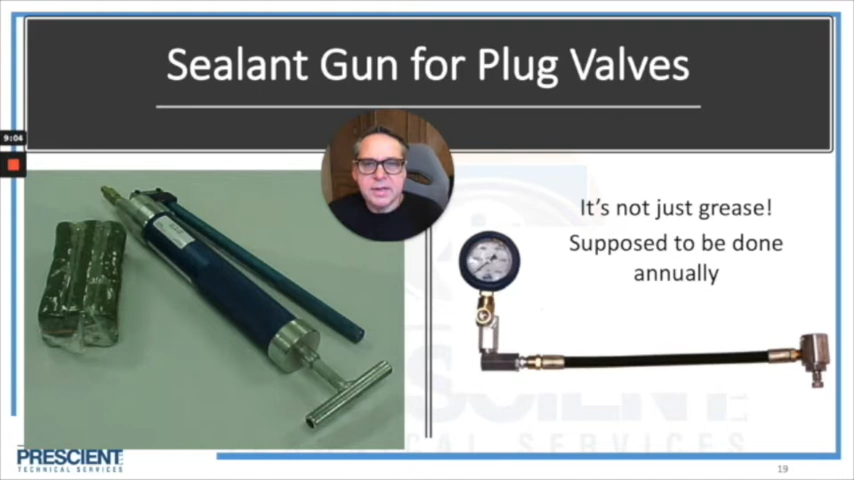 Sealant Gun for Plug Valves
9:04
It's not just grease!
Supposed to be done
annually
PRESCIENT
TECHNICAL SERVICES
19